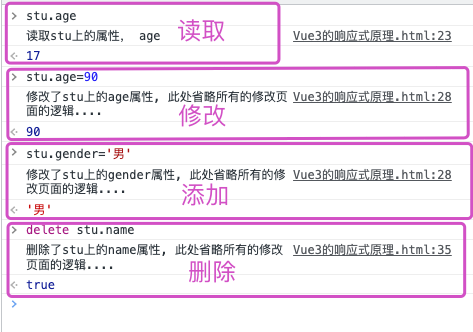 > stu.age
读取stu上的属性， age Vue3的响应式原理.html:23
读取
<· 17
> stu.age=90
修改了stu上的age属性, 此处省略所有的修改页 Vue3的响应式原理.html:28
面的逻辑....
修改
<· 90
> stu.gender='男'
修改了stu上的gender属性, 此处省略所有的修 Vue3的响应式原理.html:28
改页面的逻辑....
添加
<· '男'
> delete stu.name
删除了stu上的name属性, 此处省略所有的修改 Vue3的响应式原理.html:35
页面的逻辑....
删除
<· true
>